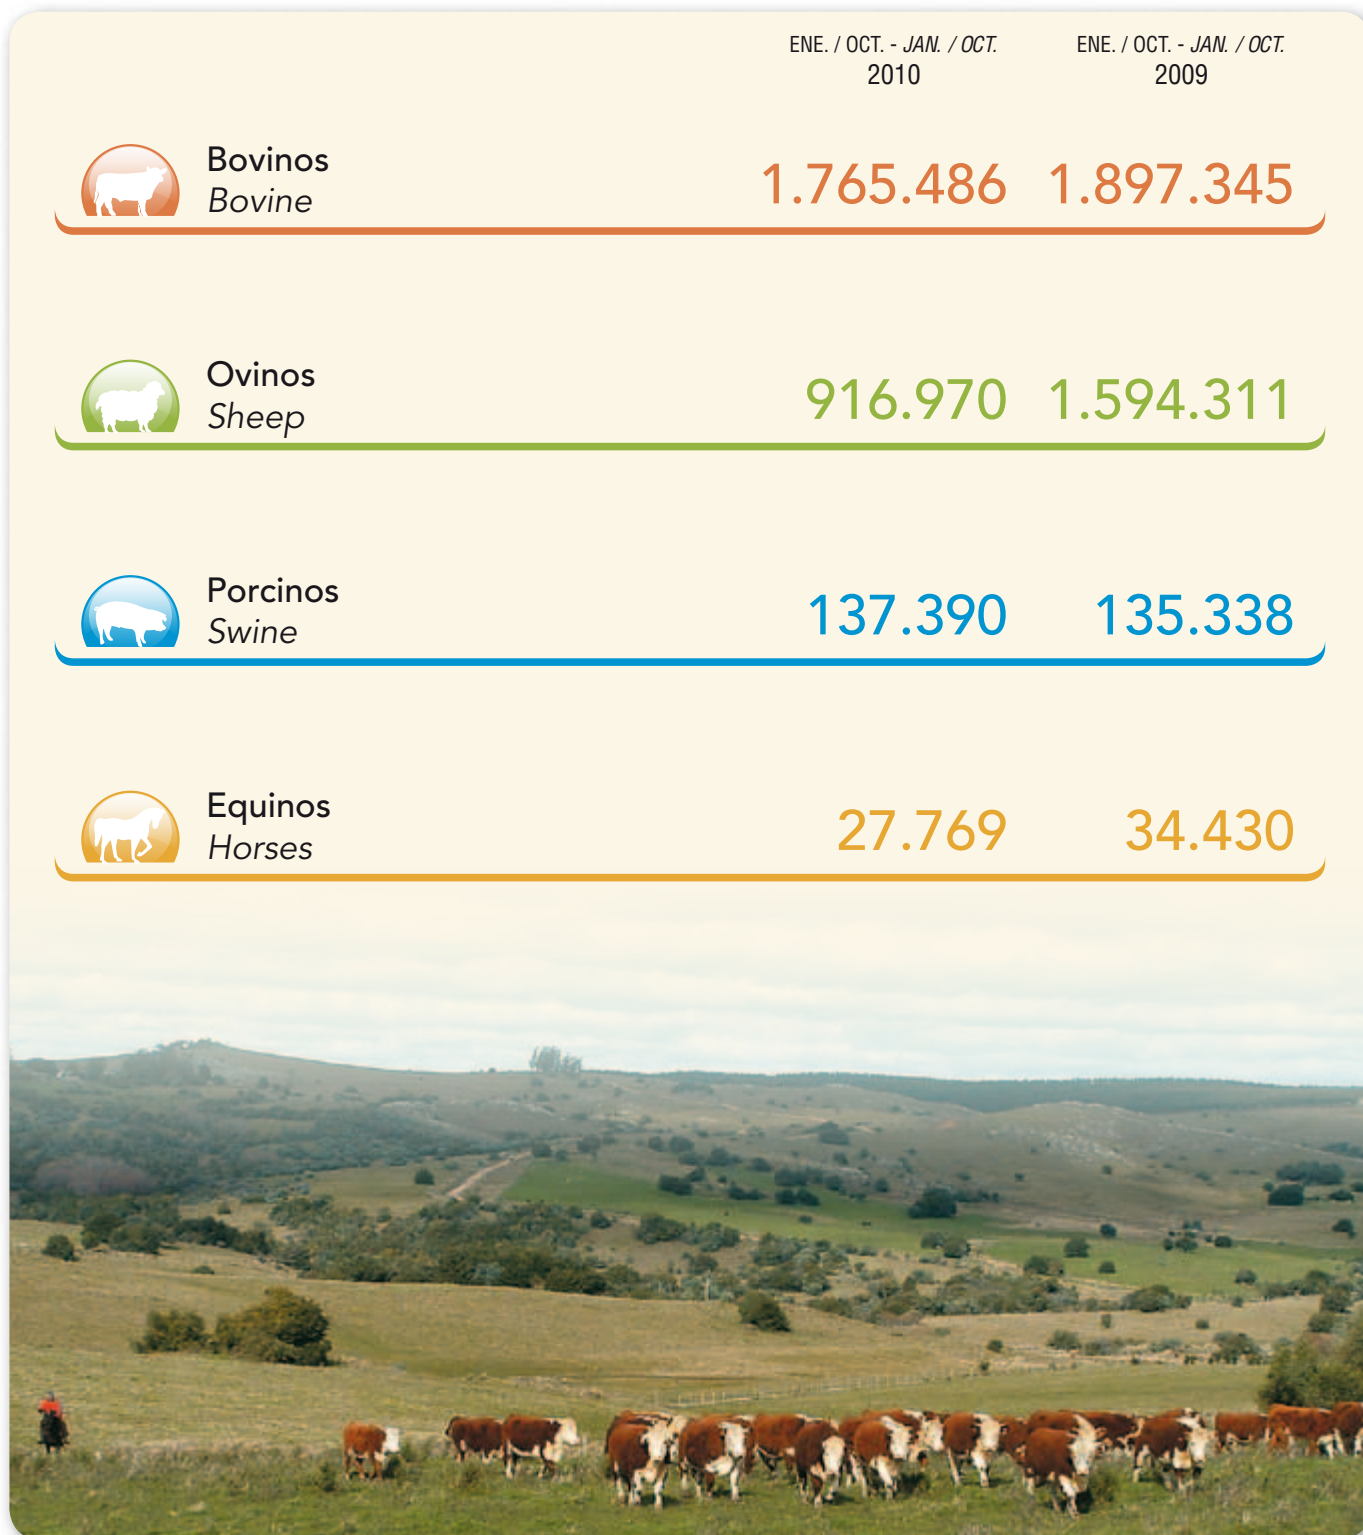 ENE. / OCT. - JAN. / OCT. ENE. / OCT. - JAN. / OCT.
2010 2009
Bovinos
Bovine
1.765.486 1.897.345
Ovinos
Sheep
916.970 1.594.311
Porcinos
Swine
137.390 135.338
Equinos
Horses
27.769 34.430